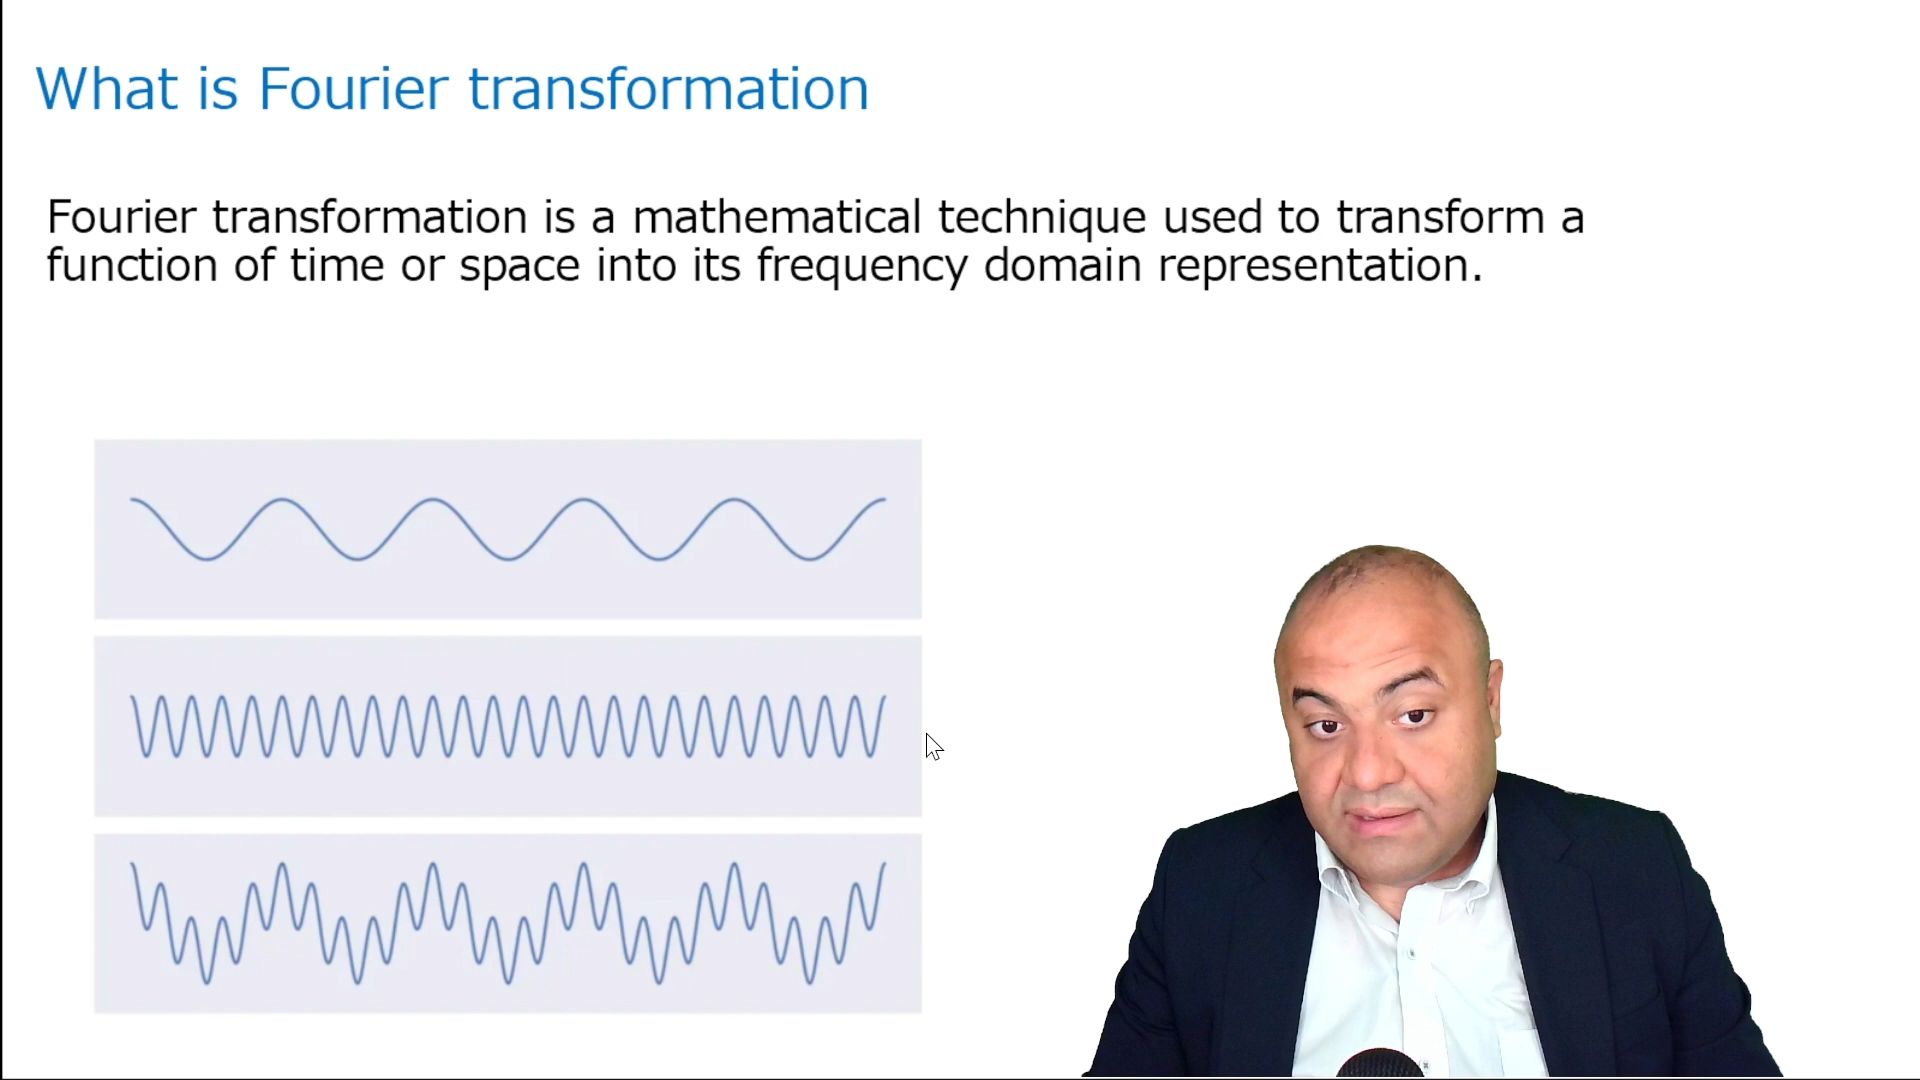 What is Fourier transformation
Fourier transformation is a mathematical technique used to transform a
function of time or space into its frequency domain representation.